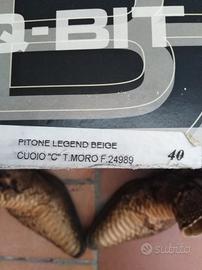 Q-BIT
PITONE LEGEND BEIGE
CUOIO "C" T.MORO F.24989 40
Subito